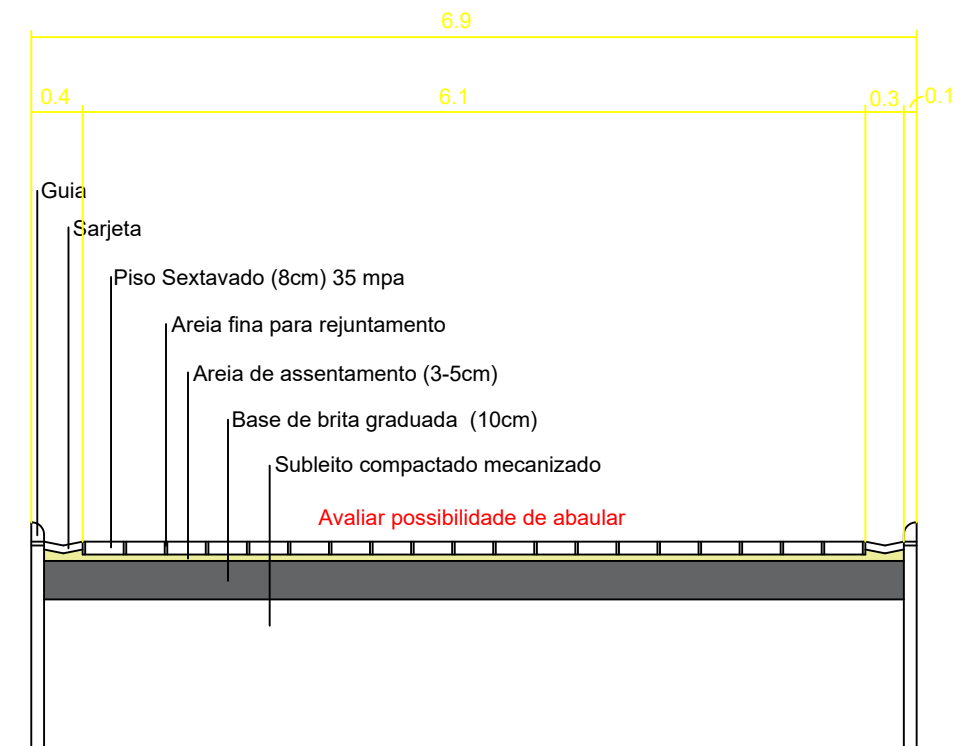 6.9
0.4
6.1
0.3
0.1
Guia
Sarjeta
Piso Sextavado (8cm) 35 mpa
Areia fina para rejuntamento
Areia de assentamento (3-5cm)
Base de brita graduada (10cm)
Subleito compactado mecanizado
Avaliar possibilidade de abaular